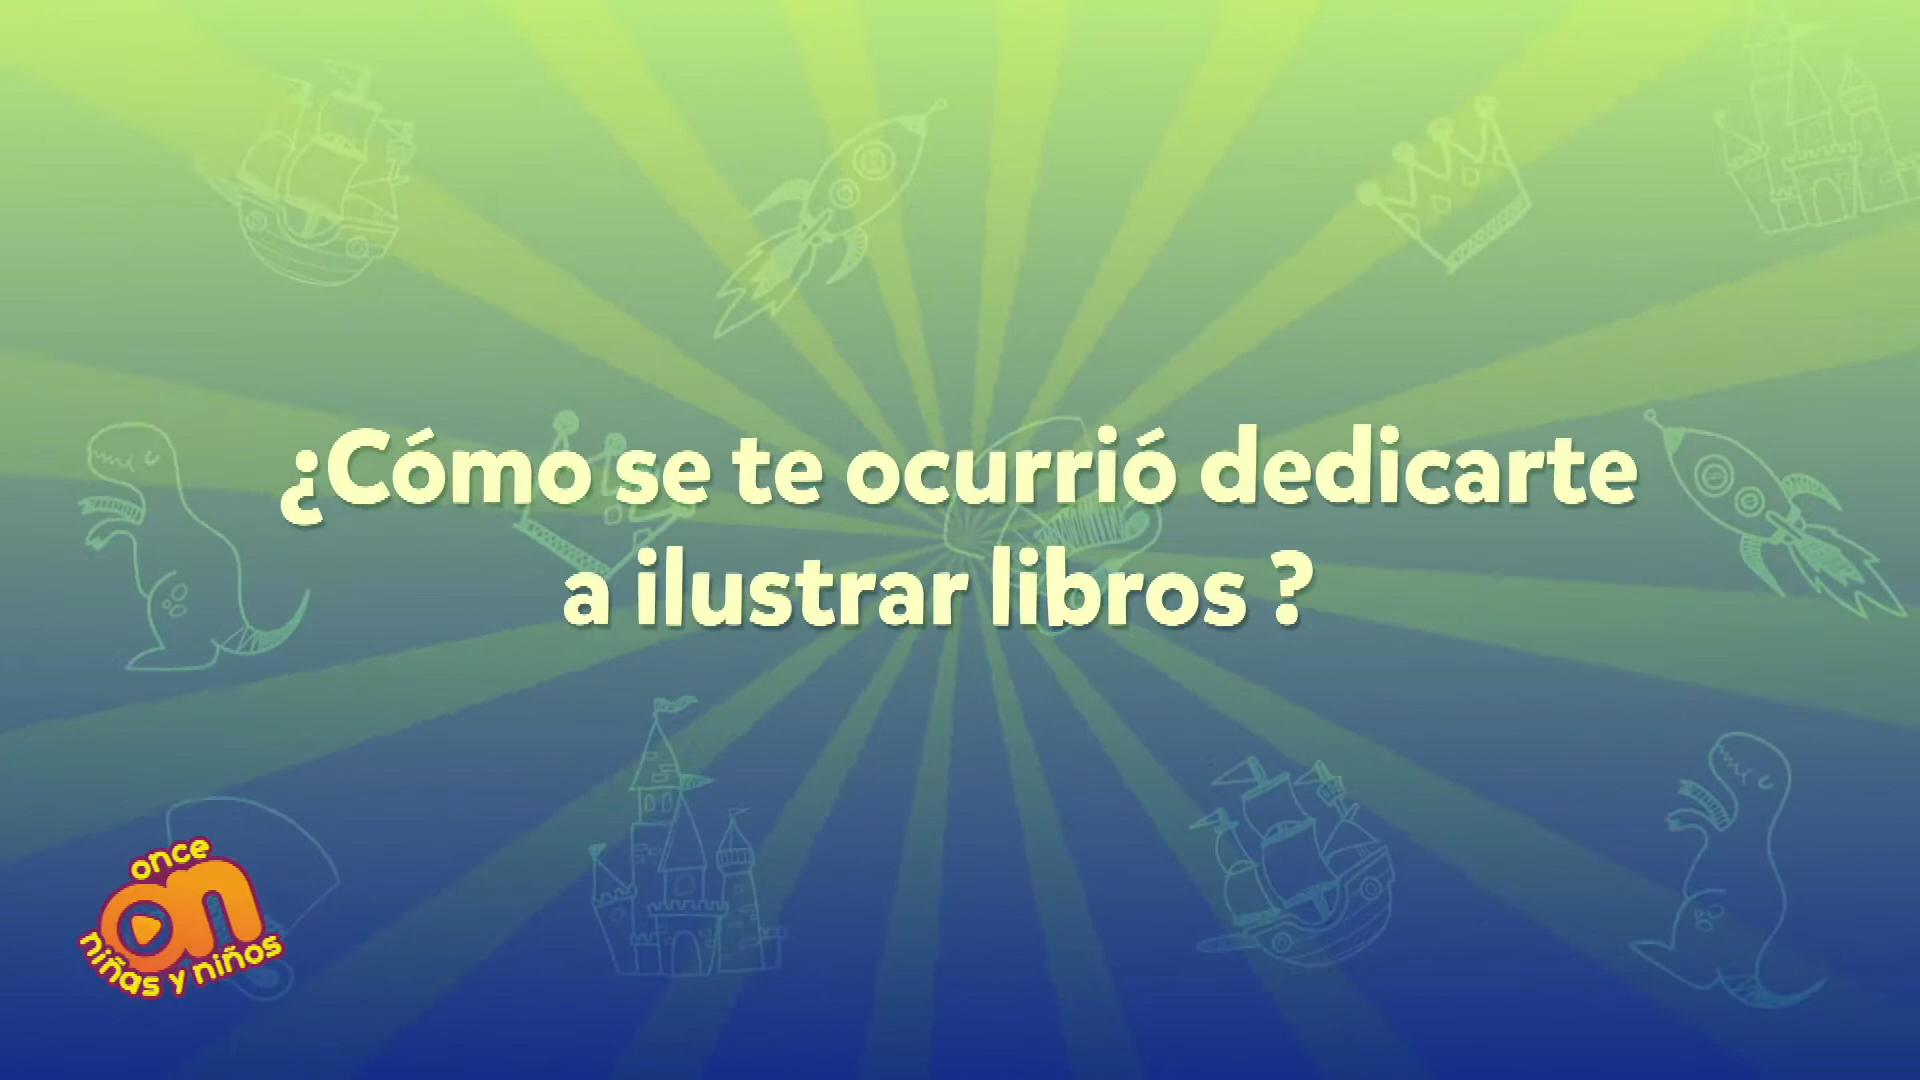 ¿Cómo se te ocurrió dedicarte
a ilustrar libros ?
once
on
niñas y niños